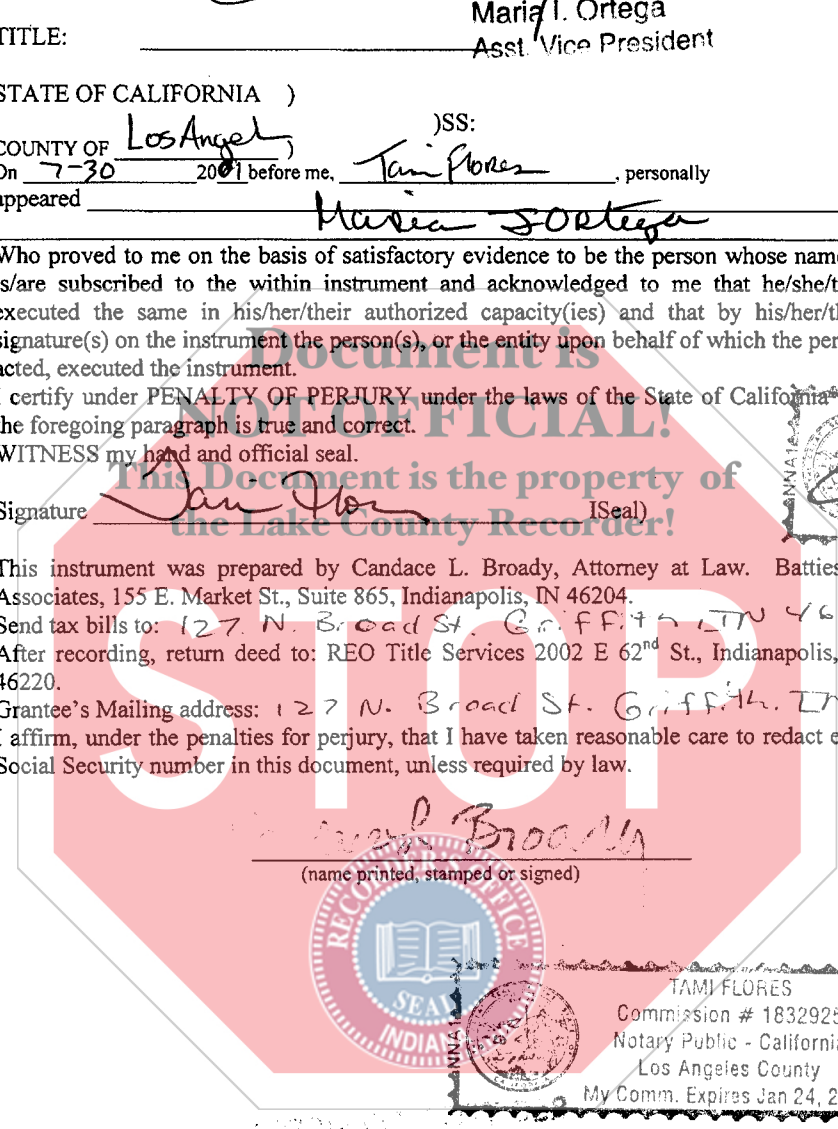 Maria I. Ortega
TITLE:
Asst. Vice President
STATE OF CALIFORNIA )
)SS:
COUNTY OF Los Angel )
On 7-30 2001 before me, Tami Flores , personally
appeared
Maria I Ortega
Who proved to me on the basis of satisfactory evidence to be the person whose name
is/are subscribed to the within instrument and acknowledged to me that he/she/t
executed the same in his/her/their authorized capacity(ies) and that by his/her/th
signature(s) on the instrument the person(s), or the entity upon behalf of which the per
acted, executed the instrument.
I certify under PENALTY OF PERJURY under the laws of the State of California
the foregoing paragraph is true and correct.
WITNESS my hand and official seal.
Signature Tami Flores ISeal)
Document is
NOT OFFICIAL!
This Document is the property of
the Lake County Recorder!
STOP
This instrument was prepared by Candace L. Broady, Attorney at Law. Batties
Associates, 155 E. Market St., Suite 865, Indianapolis, IN 46204.
Send tax bills to: 127 N. Broad St. Griffith, IN 46
After recording, return deed to: REO Title Services 2002 E 62nd St., Indianapolis,
46220.
Grantee's Mailing address: 127 N. Broad St. Griffith. IN
I affirm, under the penalties for perjury, that I have taken reasonable care to redact e
Social Security number in this document, unless required by law.
Broady
(name printed, stamped or signed)
RECORDER'S OFFICE
SEAL
INDIANA
TAMI FLORES
Commission # 1832925
Notary Public - California
Los Angeles County
My Comm. Expires Jan 24, 2